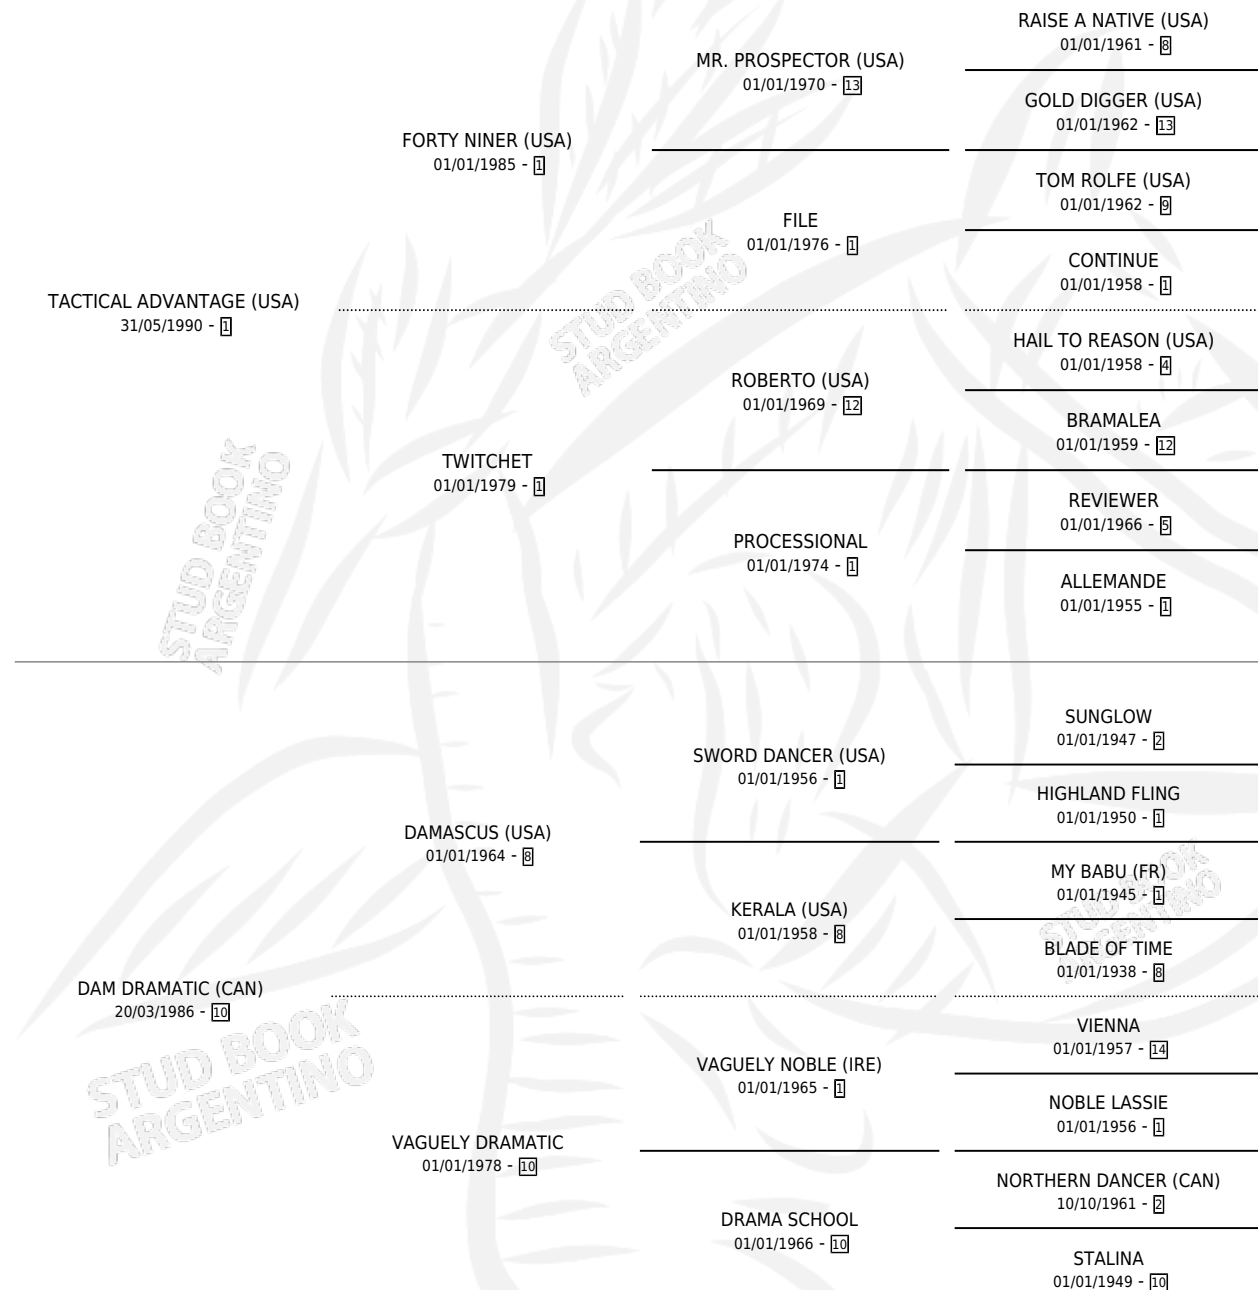 RAISE A NATIVE (USA)
01/01/1961 - 8
MR. PROSPECTOR (USA)
01/01/1970 - 13
GOLD DIGGER (USA)
01/01/1962 - 13
FORTY NINER (USA)
01/01/1985 - 1
TOM ROLFE (USA)
01/01/1962 - 9
FILE
01/01/1976 - 1
CONTINUE
01/01/1958 - 1
TACTICAL ADVANTAGE (USA)
31/05/1990 - 1
HAIL TO REASON (USA)
01/01/1958 - 4
ROBERTO (USA)
01/01/1969 - 12
BRAMALEA
01/01/1959 - 12
TWITCHET
01/01/1979 - 1
REVIEWER
01/01/1966 - 5
PROCESSIONAL
01/01/1974 - 1
ALLEMANDE
01/01/1955 - 1
SUNGLOW
01/01/1947 - 2
SWORD DANCER (USA)
01/01/1956 - 1
HIGHLAND FLING
01/01/1950 - 1
DAMASCUS (USA)
01/01/1964 - 8
MY BABU (FR)
01/01/1945 - 1
KERALA (USA)
01/01/1958 - 8
BLADE OF TIME
01/01/1938 - 8
DAM DRAMATIC (CAN)
20/03/1986 - 10
VIENNA
01/01/1957 - 14
VAGUELY NOBLE (IRE)
01/01/1965 - 1
NOBLE LASSIE
01/01/1956 - 1
VAGUELY DRAMATIC
01/01/1978 - 10
NORTHERN DANCER (CAN)
10/10/1961 - 2
DRAMA SCHOOL
01/01/1966 - 10
STALINA
01/01/1949 - 10
STUD BOOK
ARGENTINO
STUD BOOK
ARGENTINO
STUD BOOK
ARGENTINO
STUD BOOK
ARGENTINO